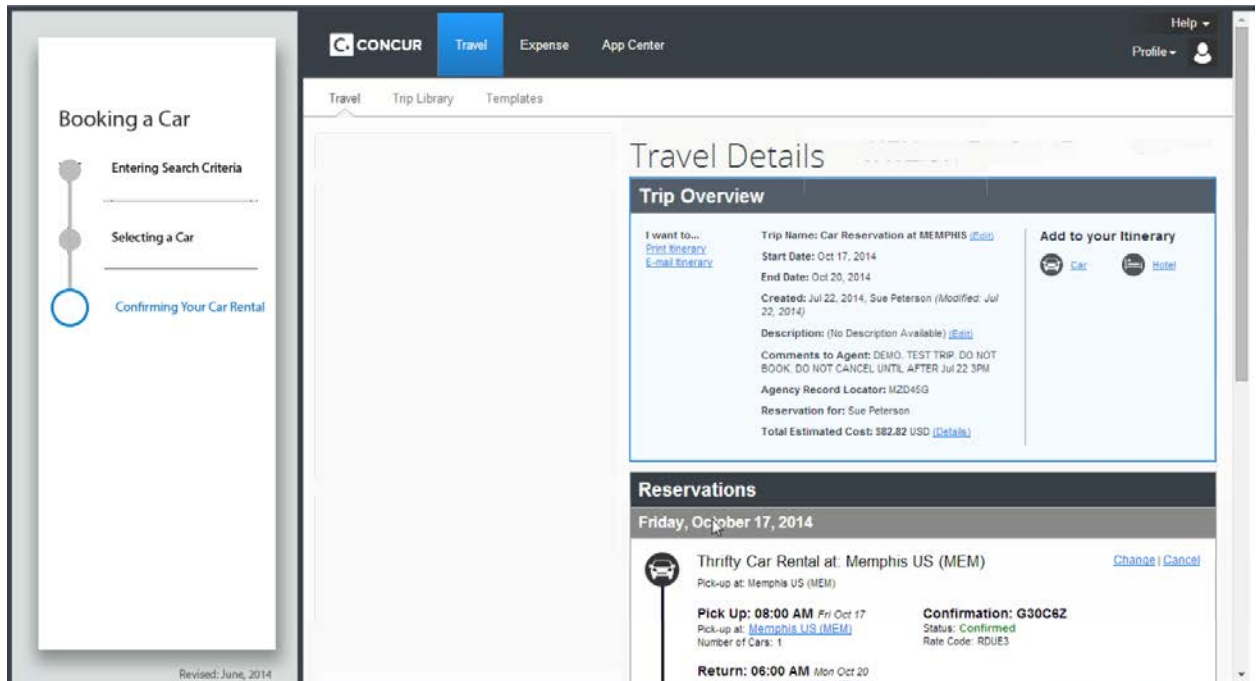 Help
CONCUR
Travel
Expense
App Center
Profile
Travel
Trip Library
Templates
Booking a Car
Entering Search Criteria
Selecting a Car
Confirming Your Car Rental
Revised: June, 2014
Travel Details
Trip Overview
I want to...
Print Itinerary
E-mail Itinerary
Trip Name: Car Reservation at MEMPHIS (Edit)
Start Date: Oct 17, 2014
End Date: Oct 20, 2014
Created: Jul 22, 2014, Sue Peterson (Modified: Jul
22, 2014)
Description: (No Description Available) (Edit)
Comments to Agent: DEMO. TEST TRIP. DO NOT
BOOK. DO NOT CANCEL UNTIL AFTER Jul 22 3PM
Agency Record Locator: MZD45G
Reservation for: Sue Peterson
Total Estimated Cost: $82.82 USD (Details)
Add to your Itinerary
Car
Hotel
Reservations
Friday, October 17, 2014
Thrifty Car Rental at: Memphis US (MEM)
Change | Cancel
Pick-up at: Memphis US (MEM)
Pick Up: 08:00 AM Fri Oct 17
Pick-up at: Memphis US (MEM)
Number of Cars: 1
Confirmation: G30C6Z
Status: Confirmed
Rate Code: RDUE3
Return: 06:00 AM Mon Oct 20